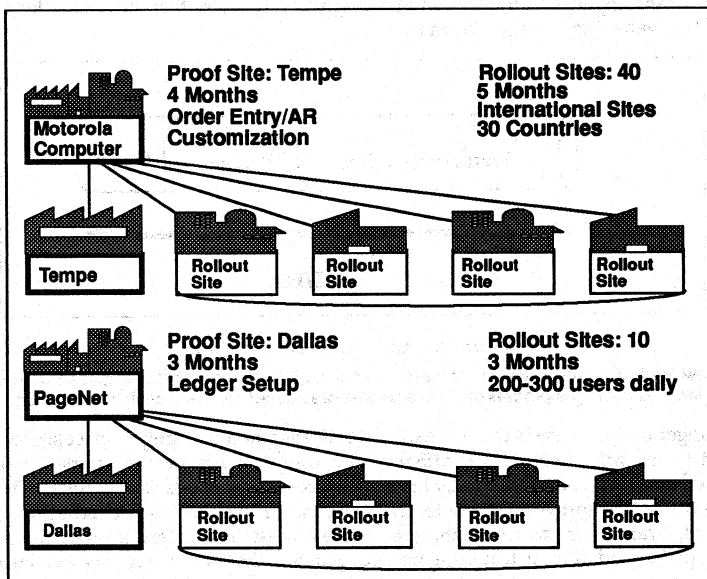 Proof Site: Tempe
4 Months
Order Entry/AR
Customization
Rollout Sites: 40
5 Months
International Sites
30 Countries
Motorola
Computer
Tempe
Rollout
Site
Rollout
Site
Rollout
Site
Rollout
Site
Proof Site: Dallas
3 Months
Ledger Setup
Rollout Sites: 10
3 Months
200-300 users daily
PageNet
Dallas
Rollout
Site
Rollout
Site
Rollout
Site
Rollout
Site